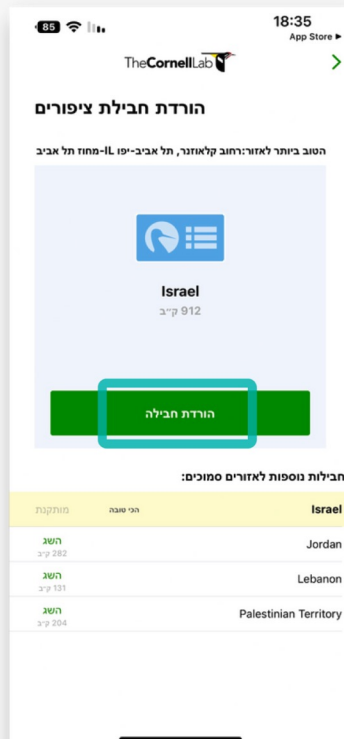 18:35
85
App Store
TheCornellLab
הורדת חבילת ציפורים
הטוב ביותר לאזור:רחוב קלאוזנר, תל אביב-יפו IL-מחוז תל אביב
Israel
912 ק״ב
הורדת חבילה
חבילות נוספות לאזורים סמוכים:
Israel הכי טובה מותקנת
Jordan השג
282 ק״ב
Lebanon השג
131 ק״ב
Palestinian Territory השג
204 ק״ב